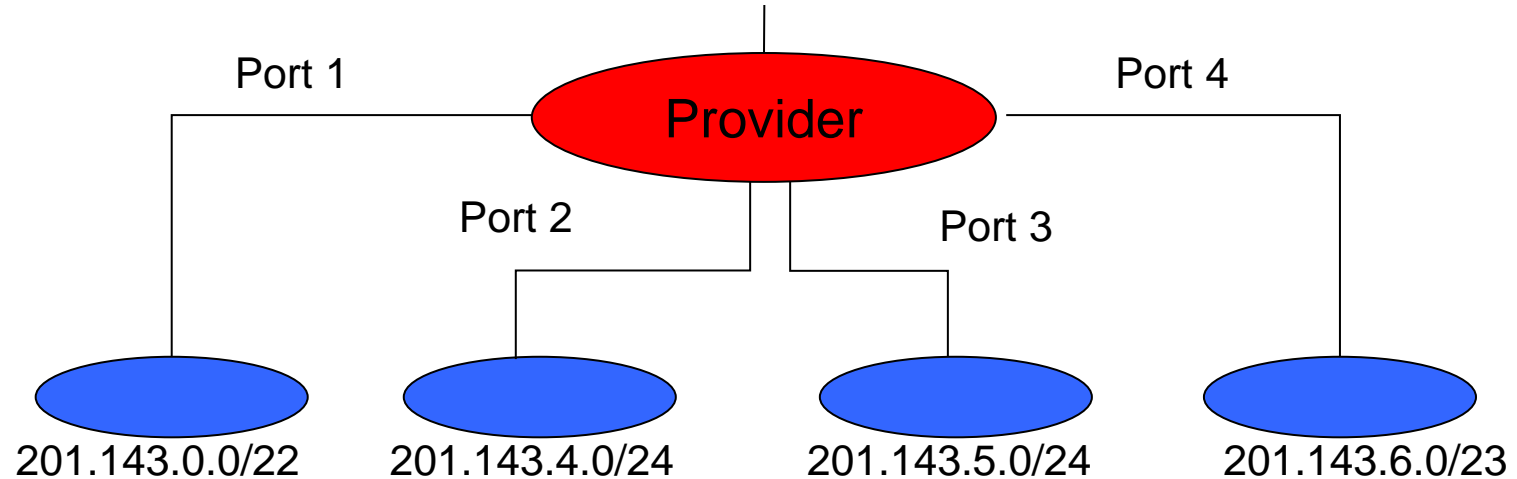 Port 1
Provider
Port 4
Port 2
Port 3
201.143.0.0/22
201.143.4.0/24
201.143.5.0/24
201.143.6.0/23